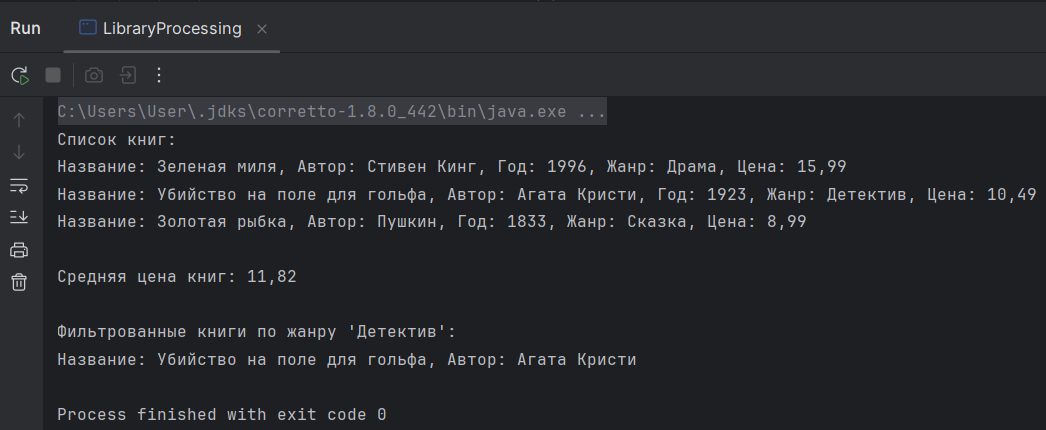 Run LibraryProcessing
C:\Users\User\.jdks\corretto-1.8.0_442\bin\java.exe ...
Список книг:
Название: Зеленая миля, Автор: Стивен Кинг, Год: 1996, Жанр: Драма, Цена: 15,99
Название: Убийство на поле для гольфа, Автор: Агата Кристи, Год: 1923, Жанр: Детектив, Цена: 10,49
Название: Золотая рыбка, Автор: Пушкин, Год: 1833, Жанр: Сказка, Цена: 8,99
Средняя цена книг: 11,82
Фильтрованные книги по жанру 'Детектив':
Название: Убийство на поле для гольфа, Автор: Агата Кристи
Process finished with exit code 0